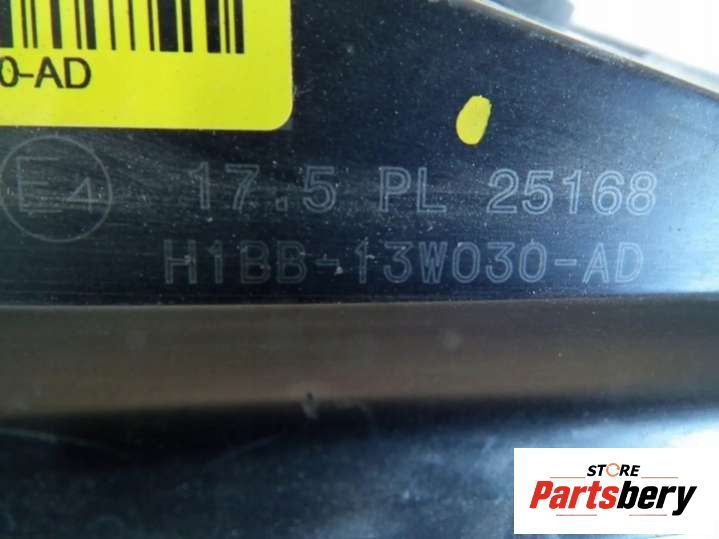 0-AD
E4 17.5 PL 25168
H1BB-13W030-AD
STORE
Partsbery